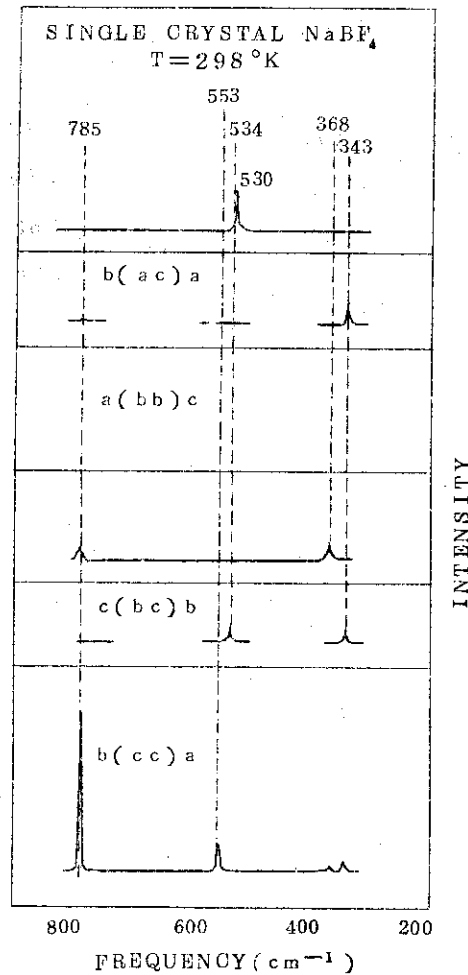 SINGLE CRYSTAL NaBF₄
T=298°K
553
785 534 368
343
530
b(ac)a
a(bb)c
c(bc)b
b(cc)a
800 600 400 200
FREQUENCY(cm⁻¹)
INTENSITY